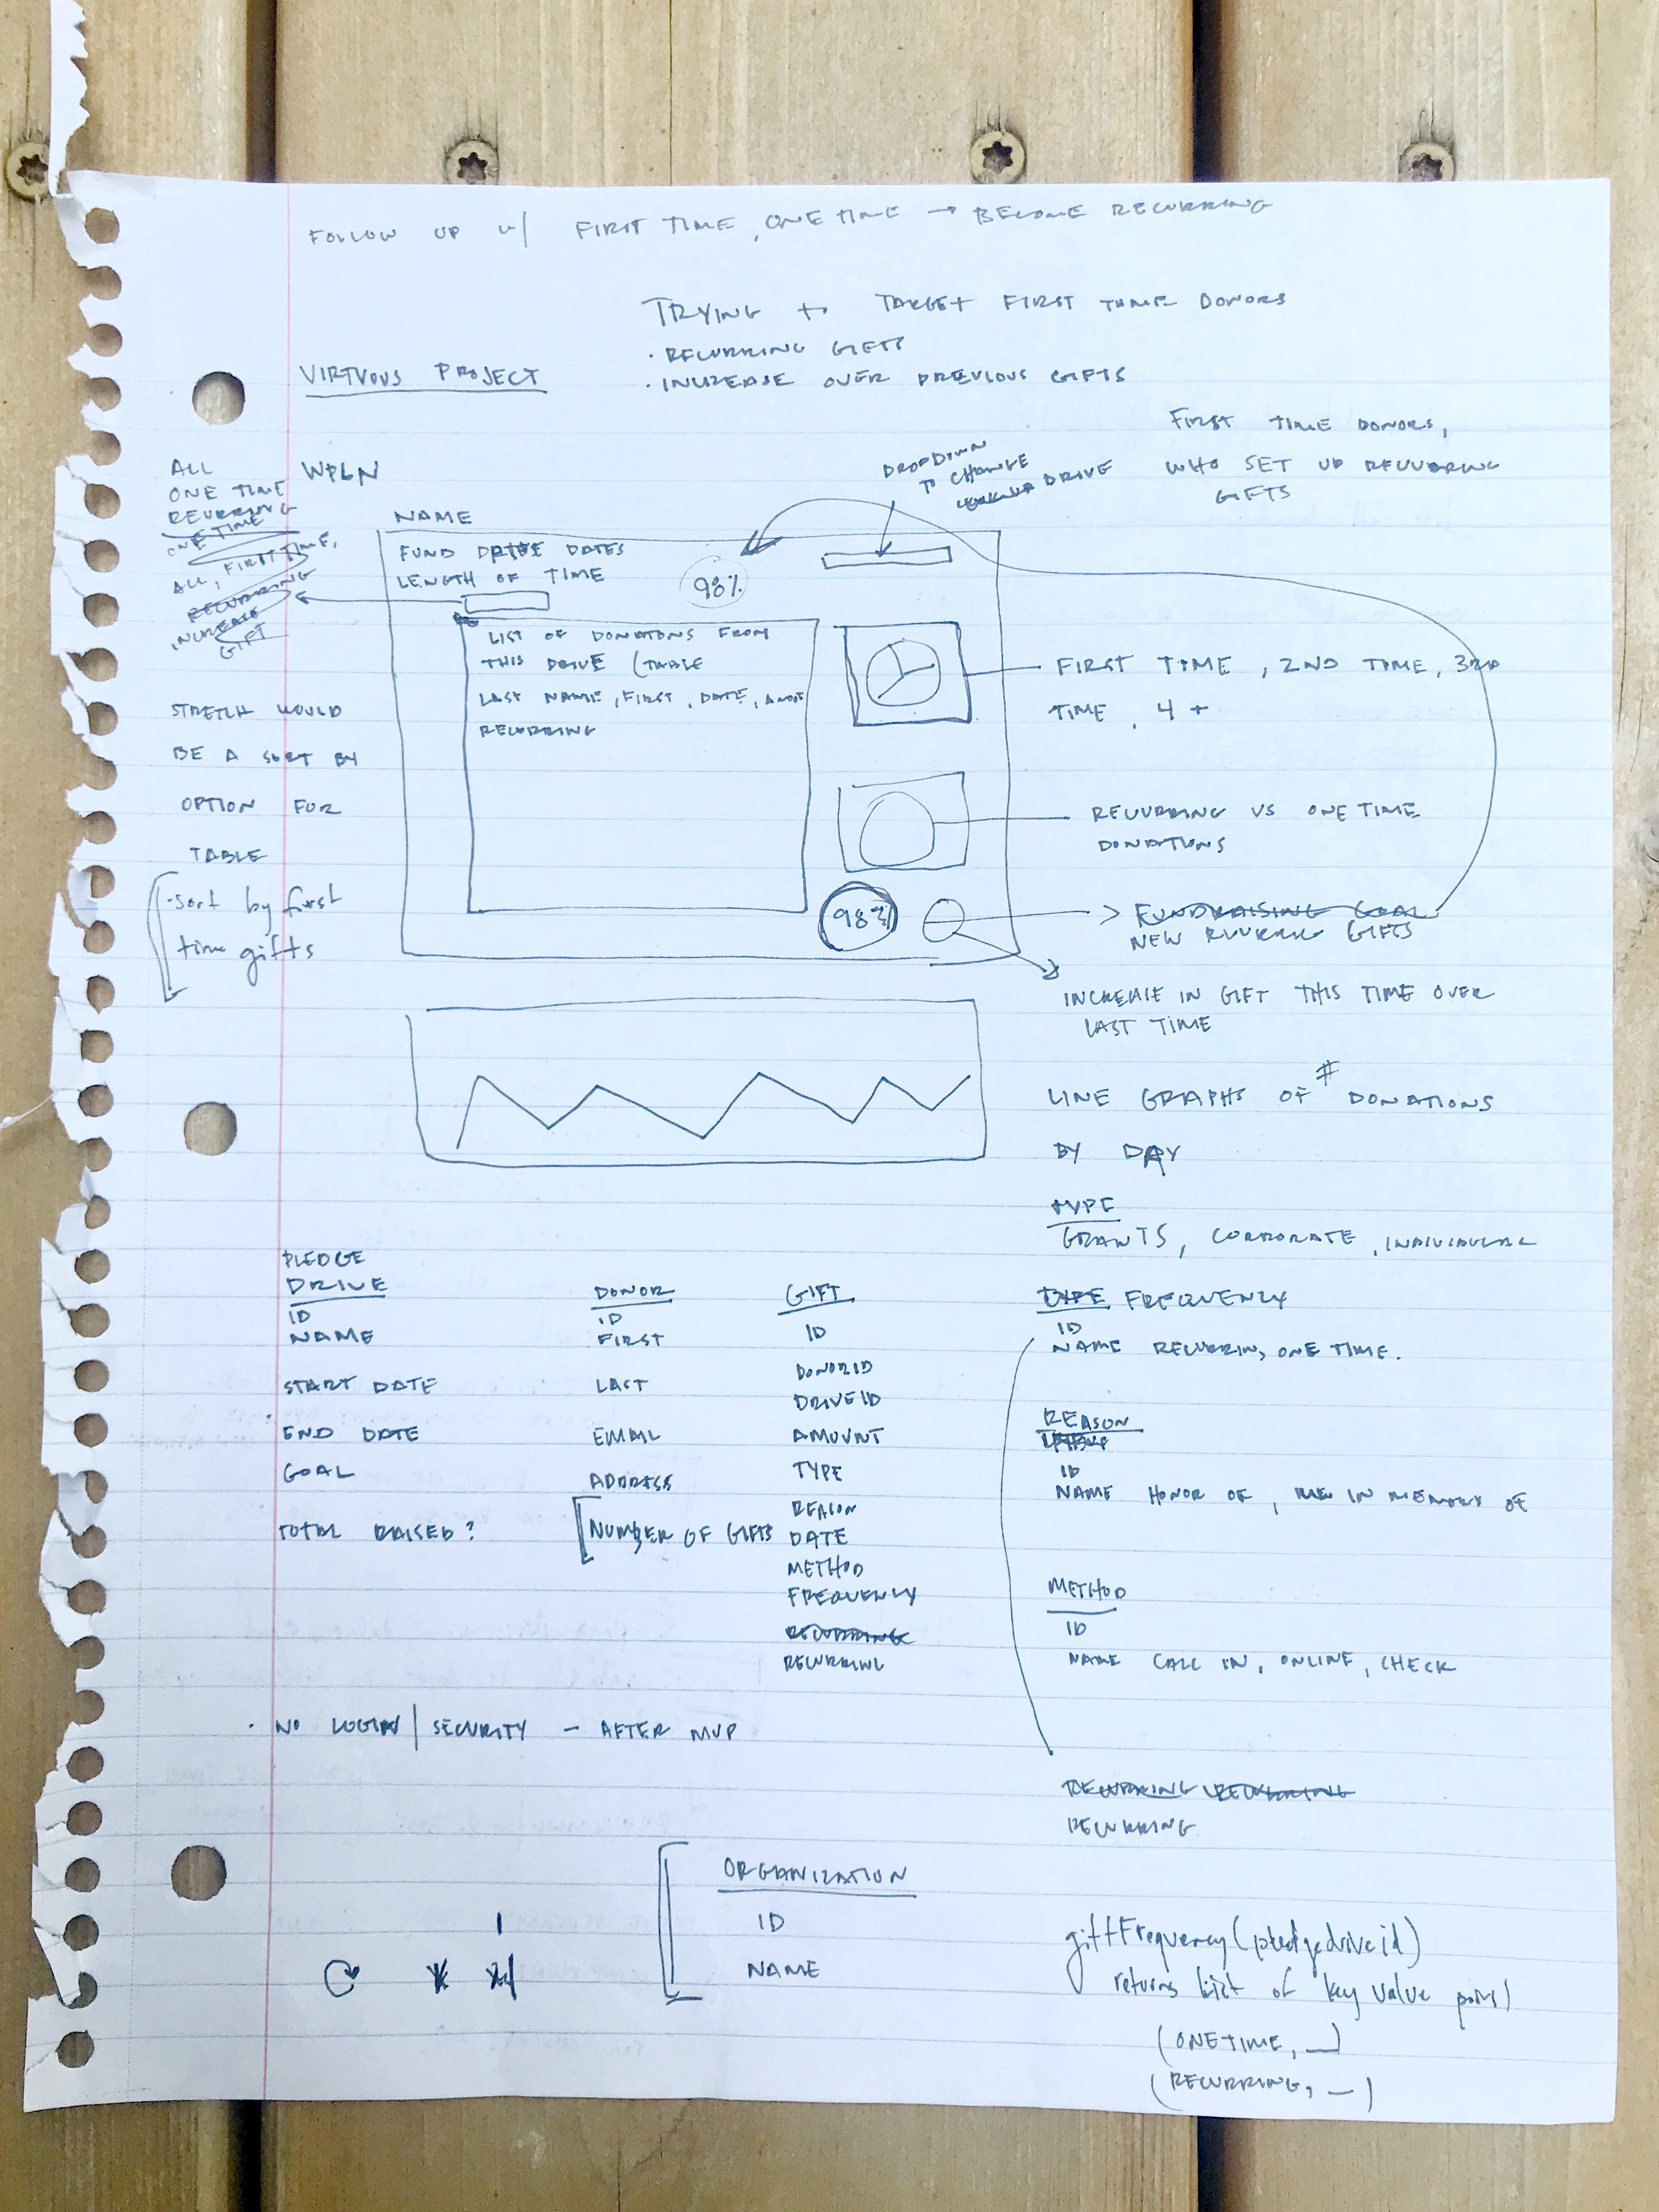 FOLLOW UP w/ FIRST TIME, ONE TIME → BECOME RECURRING
TRYING to TARGET FIRST TIME DONORS
· RECURRING GIFTS
· INCREASE OVER PREVIOUS GIFTS
VIRTUOUS PROJECT
FIRST TIME DONORS,
WHO SET UP RECURRING
GIFTS
DROPDOWN
TO CHANGE
DRIVE
WPLN
ALL
ONE TIME
RECURRING
ONE TIME
ALL, FIRST TIME,
RECURRING
INCREASE
GIFT
NAME
FUND DRIVE DATES
LENGTH OF TIME
98%
LIST OF DONATIONS FROM
THIS DRIVE (TABLE
LAST NAME, FIRST, DATE,
RECURRING
FIRST TIME, 2ND TIME, 3RD
TIME, 4+
STRETCH WOULD
BE A SORT BY
OPTION FOR
TABLE
·sort by first
time gifts
RECURRING VS ONE TIME
DONATIONS
98%
> FUNDRAISING GOAL
NEW RECURRING GIFTS
INCREASE IN GIFT THIS TIME OVER
LAST TIME
LINE GRAPHS OF # DONATIONS
BY DAY
TYPE
GRANTS, CORPORATE, INDIVIDUAL
PLEDGE
DRIVE
ID
NAME
START DATE
END DATE
GOAL
TOTAL RAISED?
DONOR
ID
FIRST
LAST
EMAIL
ADDRESS
NUMBER OF GIFTS
GIFT
ID
DONOR ID
DRIVE ID
AMOUNT
TYPE
REASON
DATE
METHOD
FREQUENCY
RECURRING
RECURRING
TYPE FREQUENCY
ID
NAME RECURRIN, ONE TIME.
REASON
ID
NAME HONOR OF, IN MEMORY OF
METHOD
ID
NAME CALL IN, ONLINE, CHECK
· NO LOGIN/SECURITY – AFTER MVP
RECURRING RECURRING
RECURRING
ORGANIZATION
ID
NAME
giftFrequency(pledgedriveid)
returns list of key value pairs
(ONETIME, __)
(RECURRING, __)